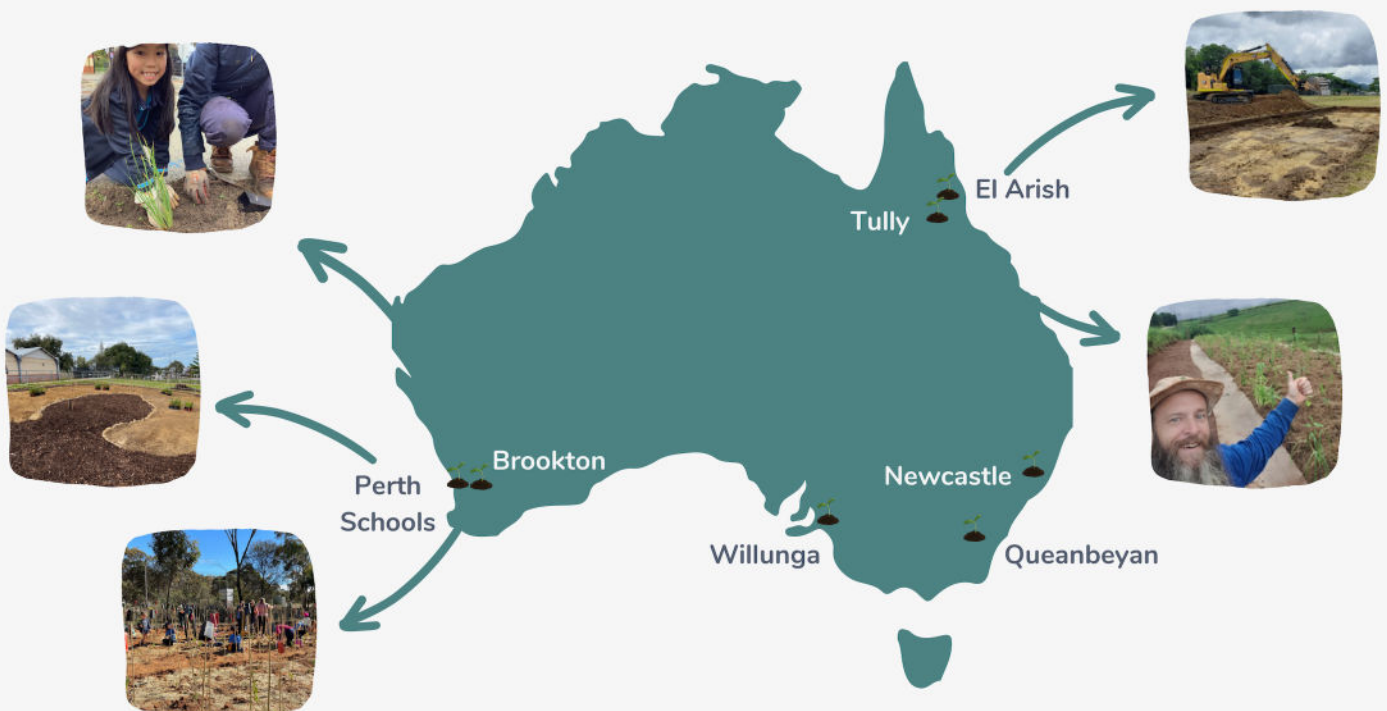 El Arish
Tully
Brookton
Perth
Schools
Newcastle
Willunga
Queanbeyan